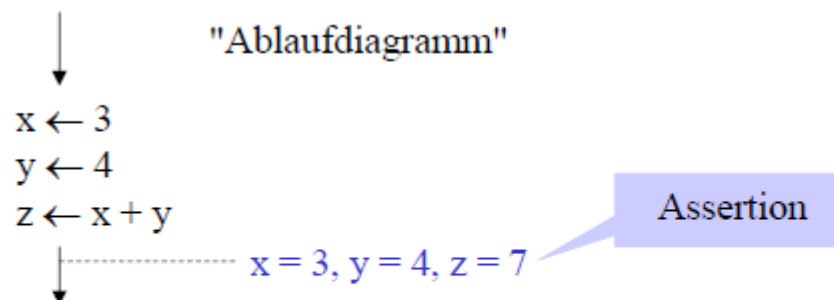 "Ablaufdiagramm"
x ← 3
y ← 4
z ← x + y
Assertion
x = 3, y = 4, z = 7